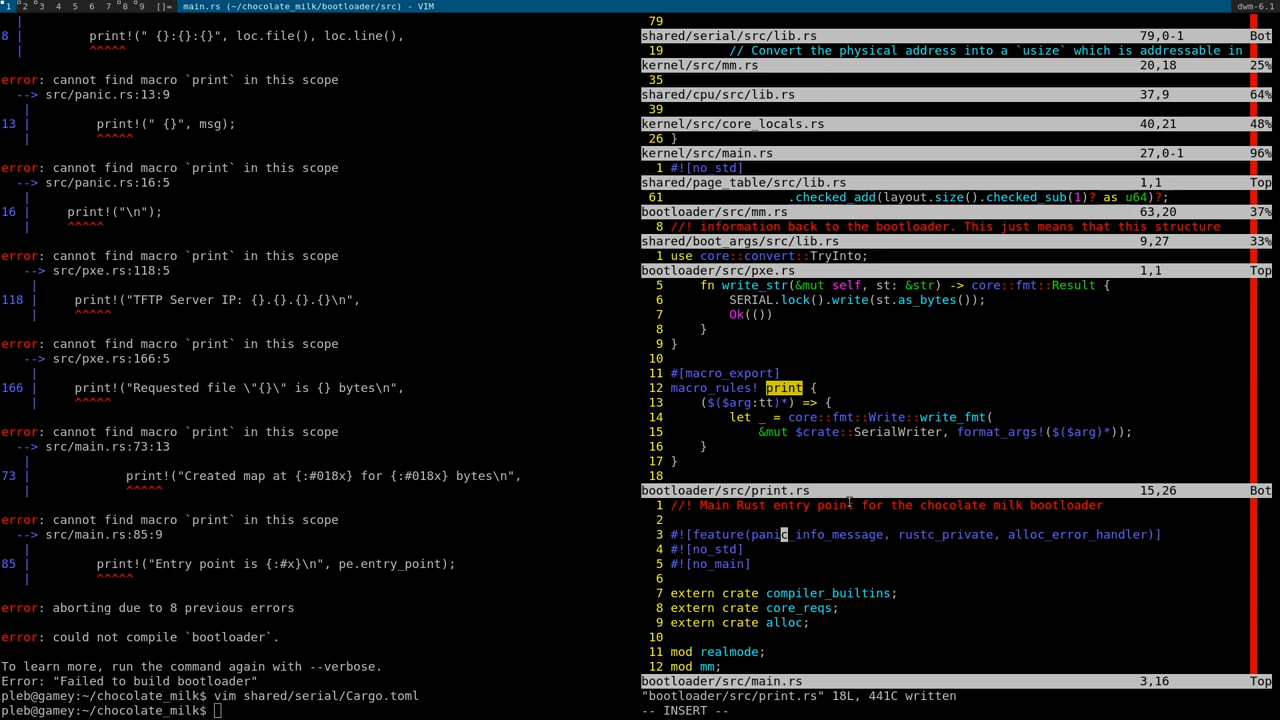 1 2 3 4 5 6 7 8 9 []= main.rs (~/chocolate_milk/bootloader/src) - VIM dwm-6.1
|
8 | print!(" {}:{}:{}", loc.file(), loc.line(),
| ^^^^^
error: cannot find macro `print` in this scope
--> src/panic.rs:13:9
|
13 | print!(" {}", msg);
| ^^^^^
error: cannot find macro `print` in this scope
--> src/panic.rs:16:5
|
16 | print!("\n");
| ^^^^^
error: cannot find macro `print` in this scope
--> src/pxe.rs:118:5
|
118 | print!("TFTP Server IP: {}.{}.{}.{}\n",
| ^^^^^
error: cannot find macro `print` in this scope
--> src/pxe.rs:166:5
|
166 | print!("Requested file \"{}\" is {} bytes\n",
| ^^^^^
error: cannot find macro `print` in this scope
--> src/main.rs:73:13
|
73 | print!("Created map at {:#018x} for {:#018x} bytes\n",
| ^^^^^
error: cannot find macro `print` in this scope
--> src/main.rs:85:9
|
85 | print!("Entry point is {:#x}\n", pe.entry_point);
| ^^^^^
error: aborting due to 8 previous errors
error: could not compile `bootloader`.
To learn more, run the command again with --verbose.
Error: "Failed to build bootloader"
pleb@gamey:~/chocolate_milk$ vim shared/serial/Cargo.toml
pleb@gamey:~/chocolate_milk$
79
shared/serial/src/lib.rs 79,0-1 Bot
19 // Convert the physical address into a `usize` which is addressable in
kernel/src/mm.rs 20,18 25%
35
shared/cpu/src/lib.rs 37,9 64%
39
kernel/src/core_locals.rs 40,21 48%
26 }
kernel/src/main.rs 27,0-1 96%
1 #![no_std]
shared/page_table/src/lib.rs 1,1 Top
61 .checked_add(layout.size().checked_sub(1)? as u64)?;
bootloader/src/mm.rs 63,20 37%
8 //! information back to the bootloader. This just means that this structure
shared/boot_args/src/lib.rs 9,27 33%
1 use core::convert::TryInto;
bootloader/src/pxe.rs 1,1 Top
5 fn write_str(&mut self, st: &str) -> core::fmt::Result {
6 SERIAL.lock().write(st.as_bytes());
7 Ok(())
8 }
9 }
10
11 #[macro_export]
12 macro_rules! print {
13 ($($arg:tt)*) => {
14 let _ = core::fmt::Write::write_fmt(
15 &mut $crate::SerialWriter, format_args!($($arg)*));
16 }
17 }
18
bootloader/src/print.rs 15,26 Bot
1 //! Main Rust entry point for the chocolate milk bootloader
2
3 #![feature(panic_info_message, rustc_private, alloc_error_handler)]
4 #![no_std]
5 #![no_main]
6
7 extern crate compiler_builtins;
8 extern crate core_reqs;
9 extern crate alloc;
10
11 mod realmode;
12 mod mm;
bootloader/src/main.rs 3,16 Top
"bootloader/src/print.rs" 18L, 441C written
-- INSERT --